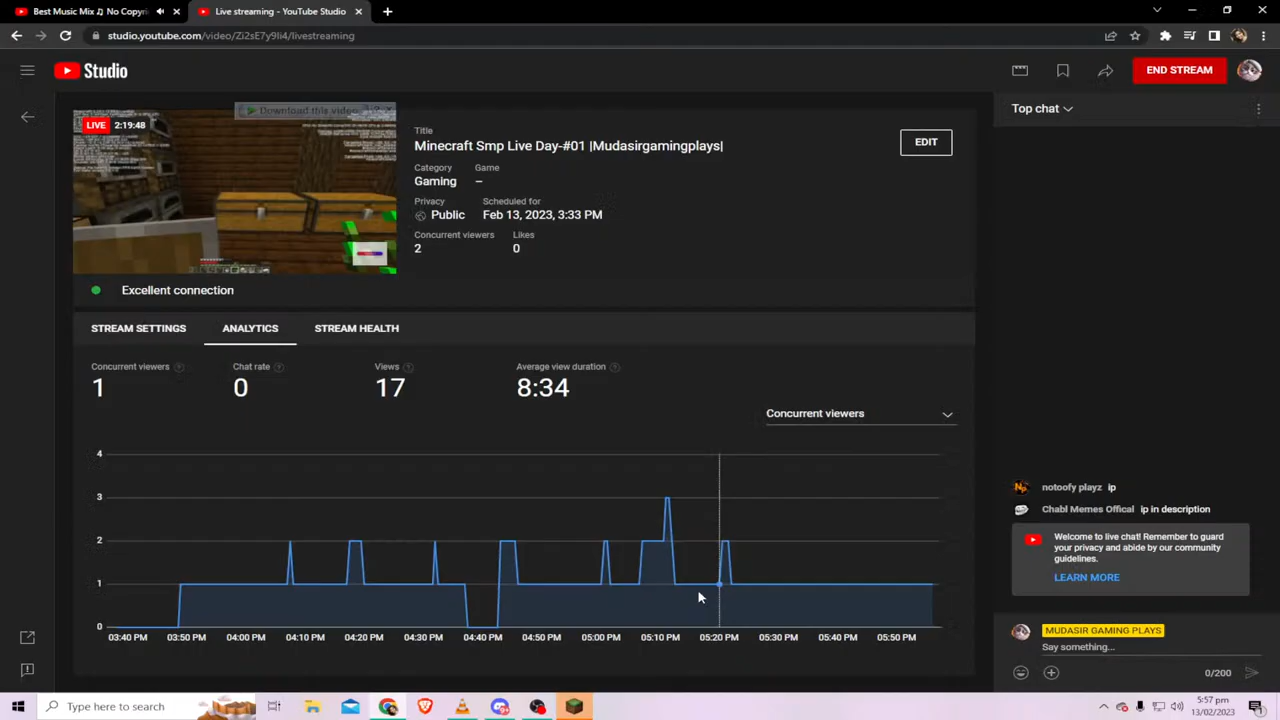 Best Music Mix ♫ No Copyri
Live streaming - YouTube Studio
studio.youtube.com/video/Zi2sE7y9Ii4/livestreaming
Studio
END STREAM
Download this video
LIVE 2:19:48
Title
Minecraft Smp Live Day-#01 |Mudasirgamingplays|
EDIT
Category Game
Gaming –
Privacy Scheduled for
Public Feb 13, 2023, 3:33 PM
Concurrent viewers Likes
2 0
Excellent connection
STREAM SETTINGS ANALYTICS STREAM HEALTH
Concurrent viewers Chat rate Views Average view duration
1 0 17 8:34
Concurrent viewers
4
3
2
1
0
03:40 PM 03:50 PM 04:00 PM 04:10 PM 04:20 PM 04:30 PM 04:40 PM 04:50 PM 05:00 PM 05:10 PM 05:20 PM 05:30 PM 05:40 PM 05:50 PM
Top chat
notoofy playz ip
Chabl Memes Offical ip in description
Welcome to live chat! Remember to guard
your privacy and abide by our community
guidelines.
LEARN MORE
MUDASIR GAMING PLAYS
Say something...
0/200
Type here to search
5:57 pm
13/02/2023